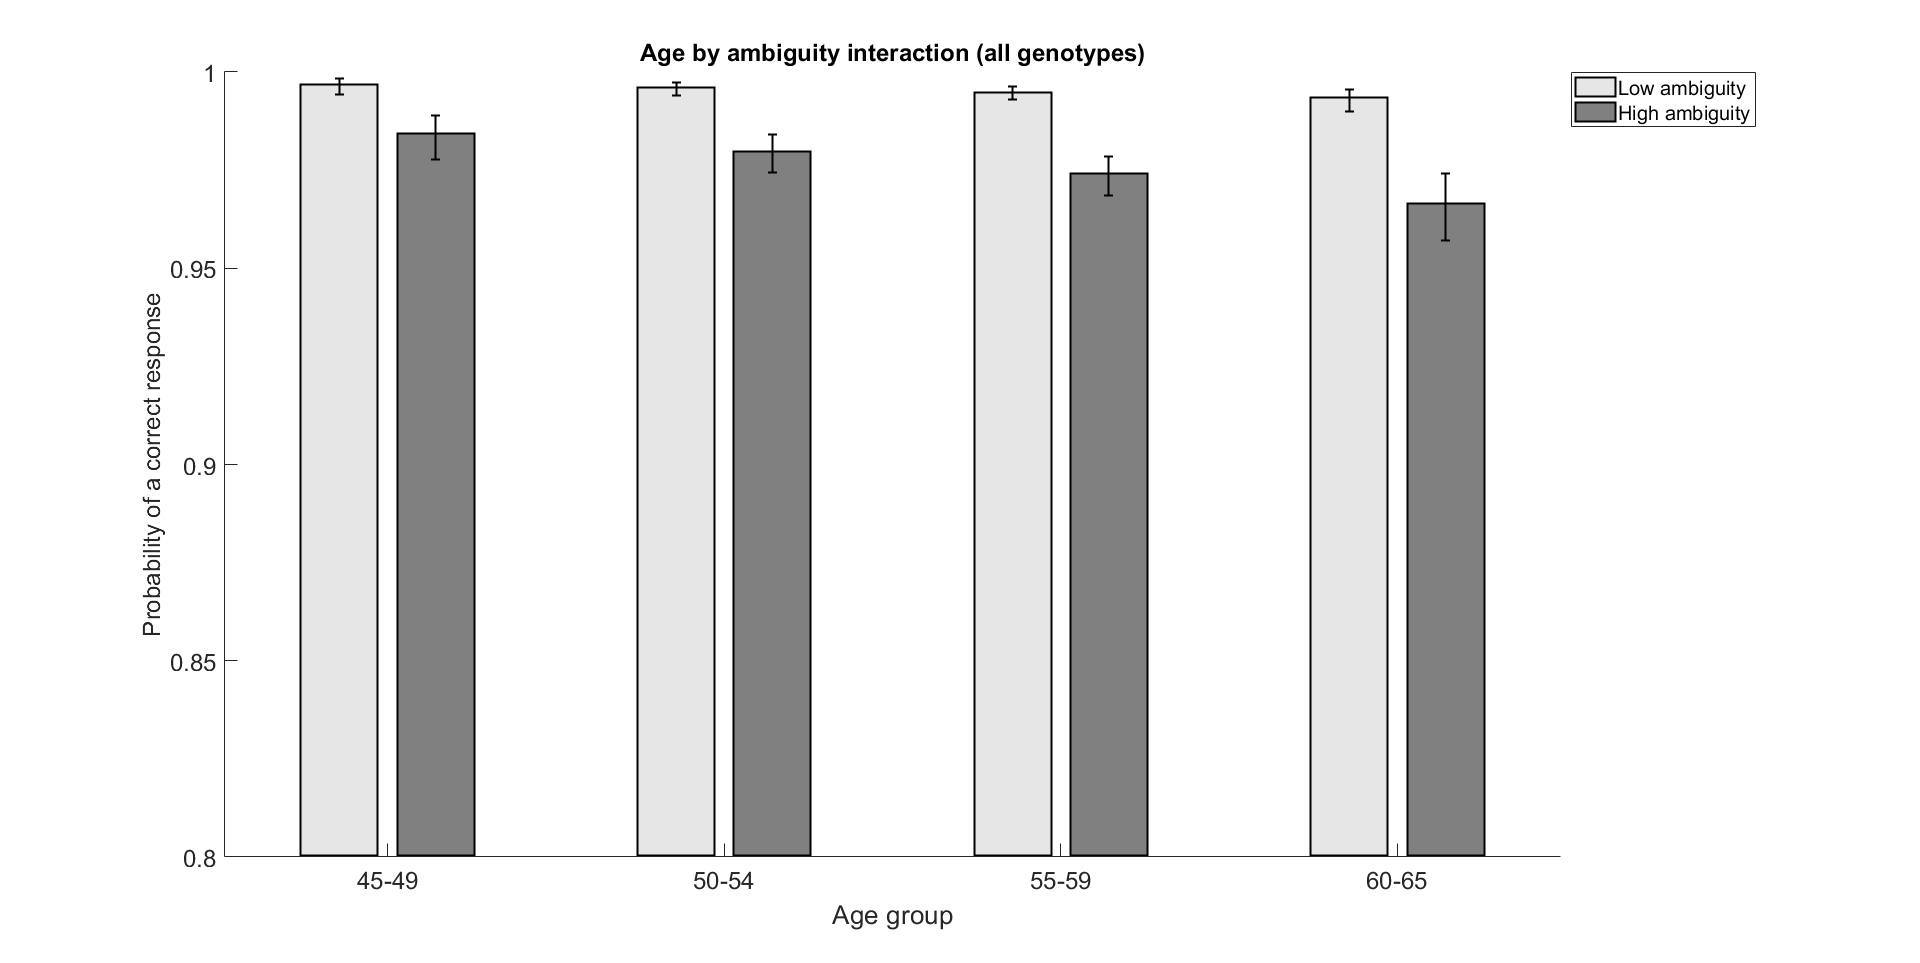 Age by ambiguity interaction (all genotypes)
Low ambiguity
High ambiguity
1
0.95
0.9
0.85
0.8
Probability of a correct response
45-49
50-54
55-59
60-65
Age group